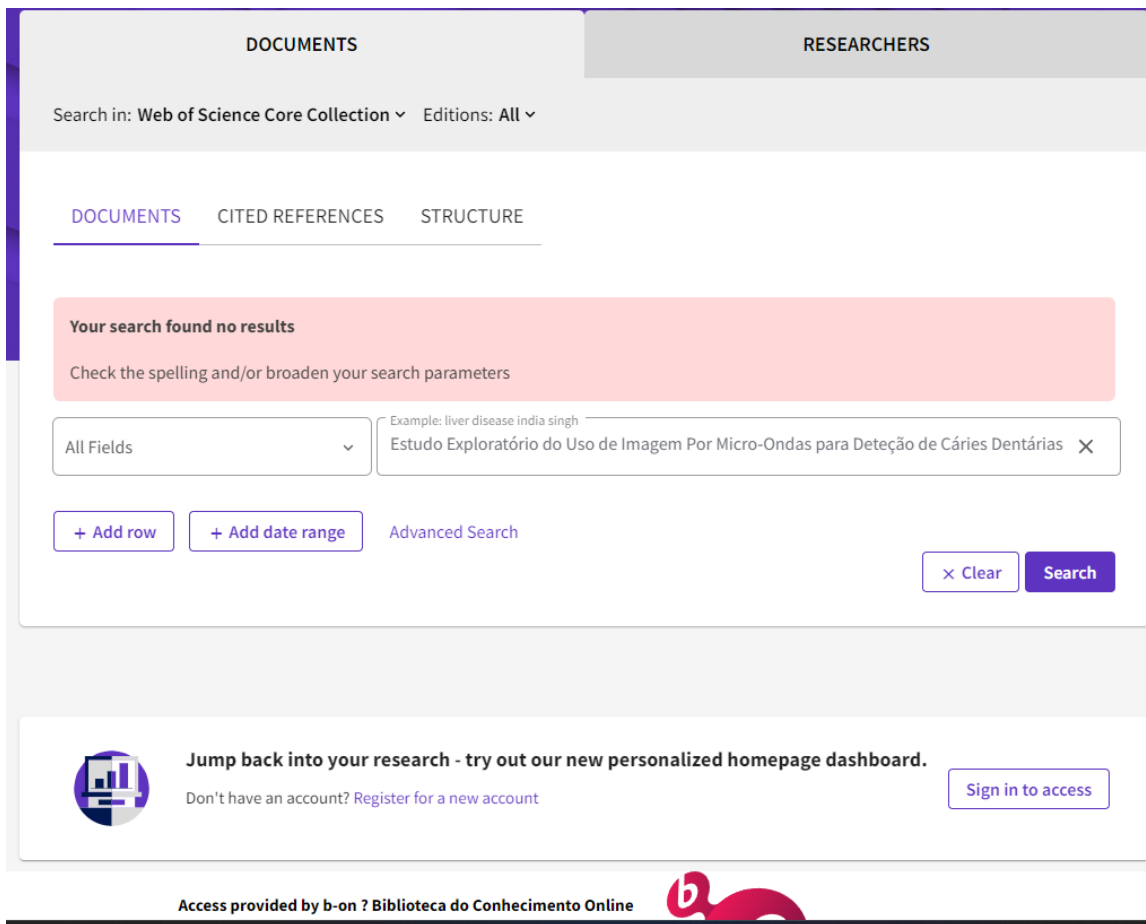 DOCUMENTS
RESEARCHERS
Search in: Web of Science Core Collection Editions: All
DOCUMENTS CITED REFERENCES STRUCTURE
Your search found no results
Check the spelling and/or broaden your search parameters
Example: liver disease india singh
All Fields
Estudo Exploratório do Uso de Imagem Por Micro-Ondas para Deteção de Cáries Dentárias
+ Add row
+ Add date range
Advanced Search
× Clear
Search
Jump back into your research - try out our new personalized homepage dashboard.
Don't have an account? Register for a new account
Sign in to access
Access provided by b-on ? Biblioteca do Conhecimento Online
b